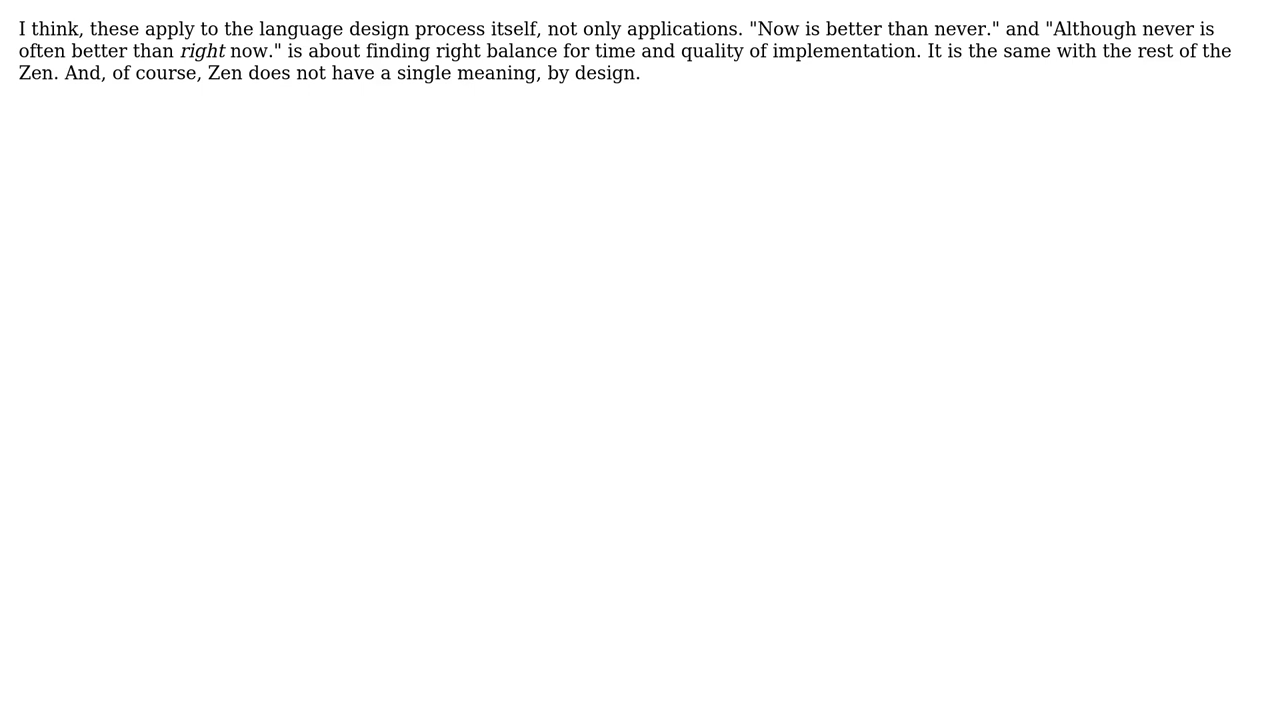 I think, these apply to the language design process itself, not only applications. "Now is better than never." and "Although never is
often better than right now." is about finding right balance for time and quality of implementation. It is the same with the rest of the
Zen. And, of course, Zen does not have a single meaning, by design.